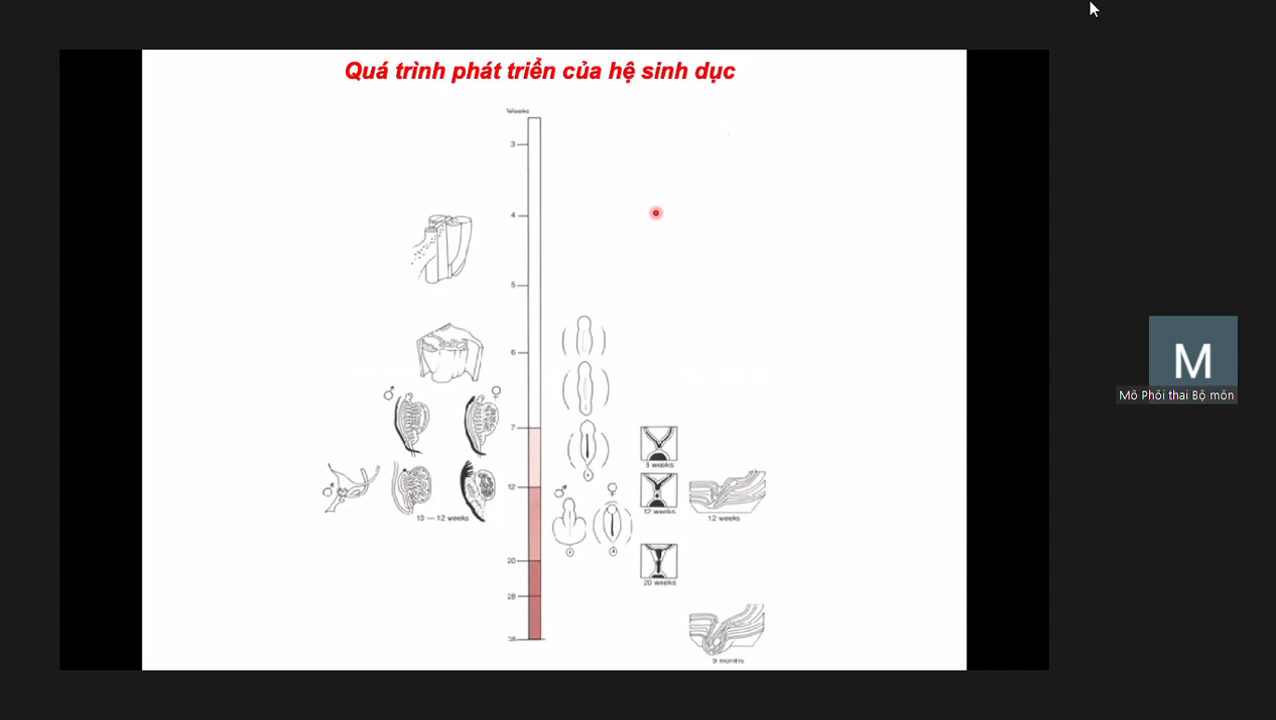 Quá trình phát triển của hệ sinh dục
Weeks
3
4
5
6
♂ ♀
7
8 weeks
♂
12
♂ ♀
12 weeks
10 — 12 weeks
12 weeks
20
20 weeks
28
38
9 months
M
Mô Phôi thai Bộ môn